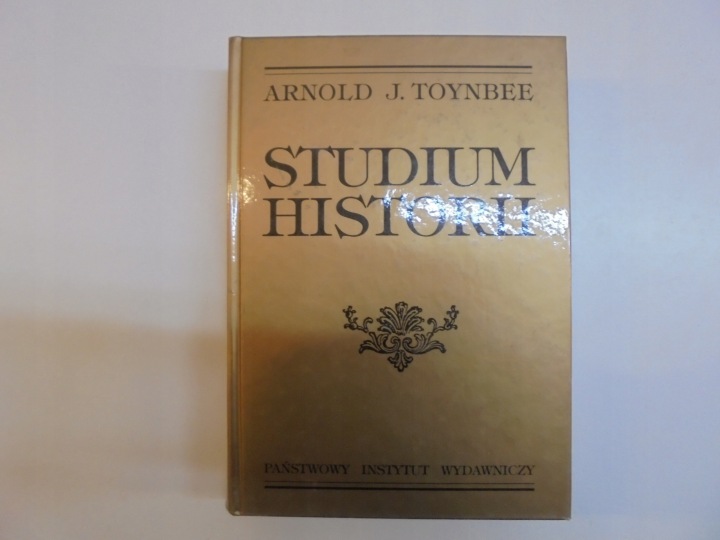 ARNOLD J. TOYNBEE
STUDIUM
HISTORII
PAŃSTWOWY INSTYTUT WYDAWNICZY